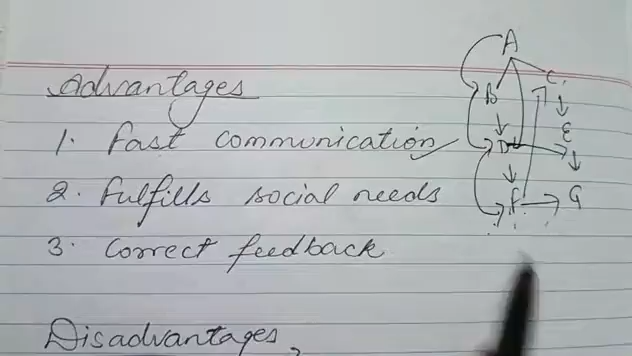 A
Advantages
B C.
1. Fast communication
D E
2. Fulfills social needs
F G
3. Correct feedback
Disadvantages,